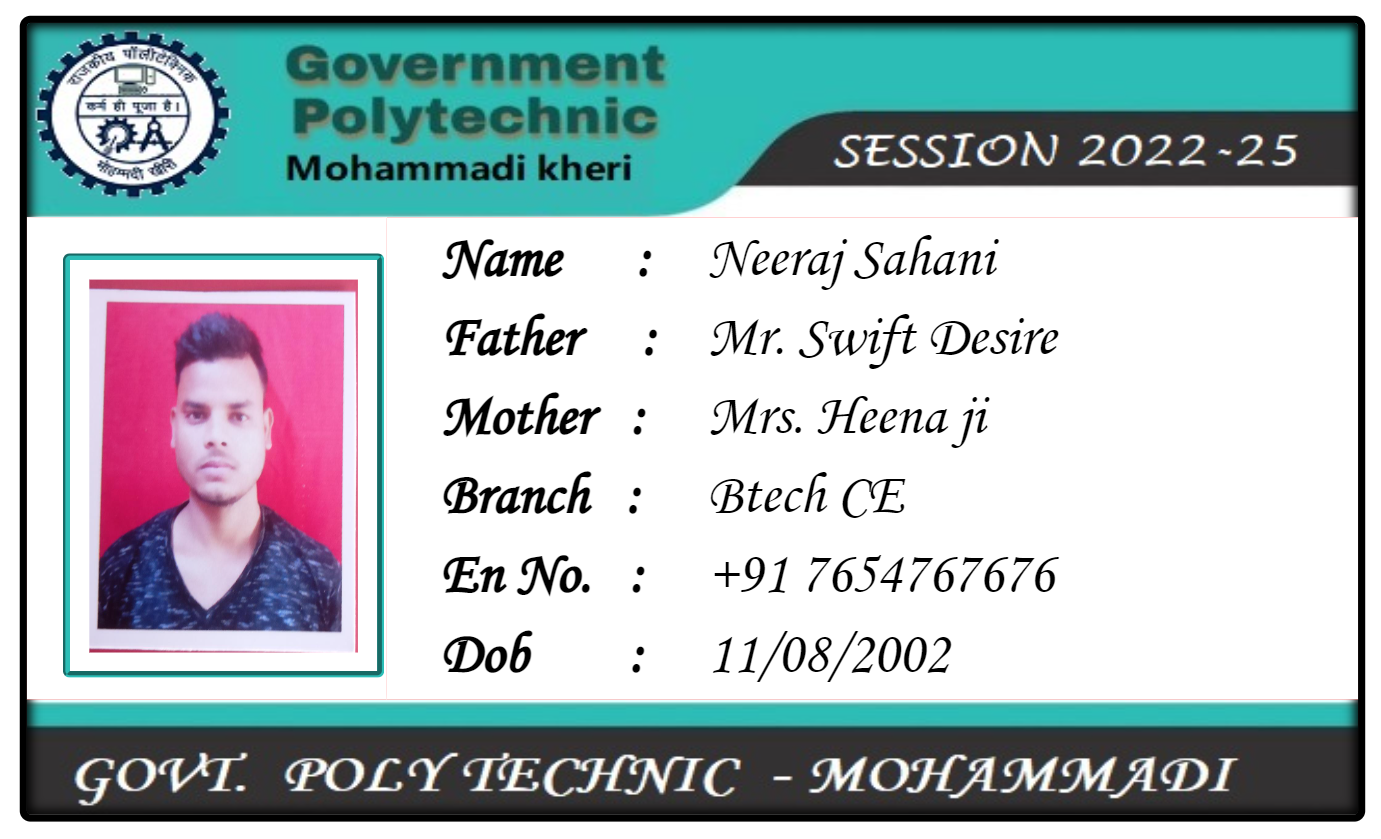 राजकीय पॉलीटेक्निक
कर्म ही पूजा है।
मोहम्मदी खीरी
Government
Polytechnic
Mohammadi kheri
SESSION 2022-25
Name : Neeraj Sahani
Father : Mr. Swift Desire
Mother : Mrs. Heena ji
Branch : Btech CE
En No. : +91 7654767676
Dob : 11/08/2002
GOVT. POLY TECHNIC - MOHAMMADI